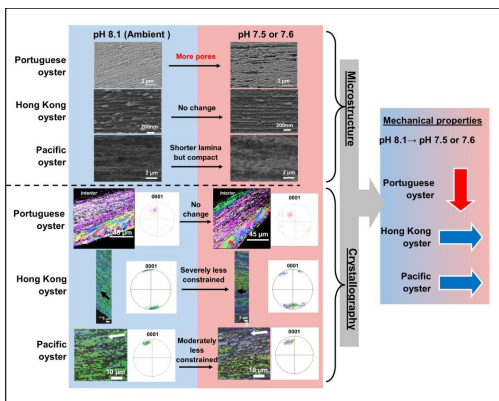 pH 8.1 (Ambient)
pH 7.5 or 7.6
Portuguese
oyster
More pores
2 µm
2 µm
Hong Kong
oyster
No change
200nm
200nm
Pacific
oyster
Shorter lamina
but compact
2 µm
2 µm
Microstructure
Portuguese
oyster
Interior
45 µm
0001
No
change
Interior
45 µm
0001
Hong Kong
oyster
0001
Severely less
constrained
0001
Pacific
oyster
10 µm
0001
Moderately
less
constrained
10 µm
0001
Crystallography
Mechanical properties
pH 8.1→ pH 7.5 or 7.6
Portuguese
oyster
Hong Kong
oyster
Pacific
oyster